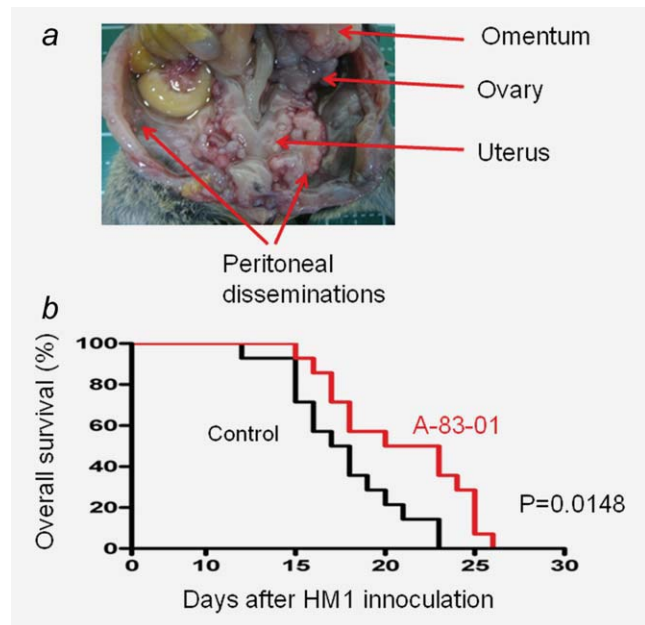 a
Omentum
Ovary
Uterus
Peritoneal
disseminations
b
Overall survival (%)
100
80
60
40
20
0
Control
A-83-01
P=0.0148
0 10 15 20 25 30
Days after HM1 innoculation